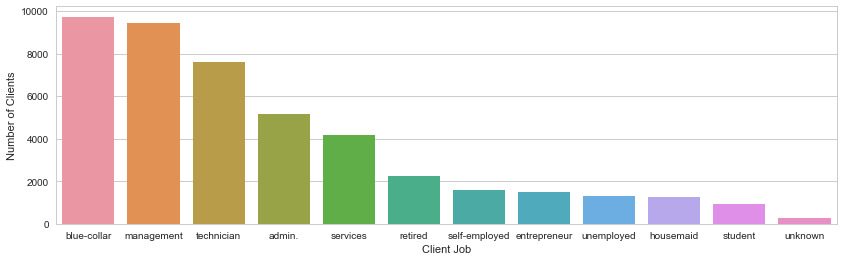 10000
8000
6000
4000
2000
0
Number of Clients
blue-collar management technician admin. services retired self-employed entrepreneur unemployed housemaid student unknown
Client Job